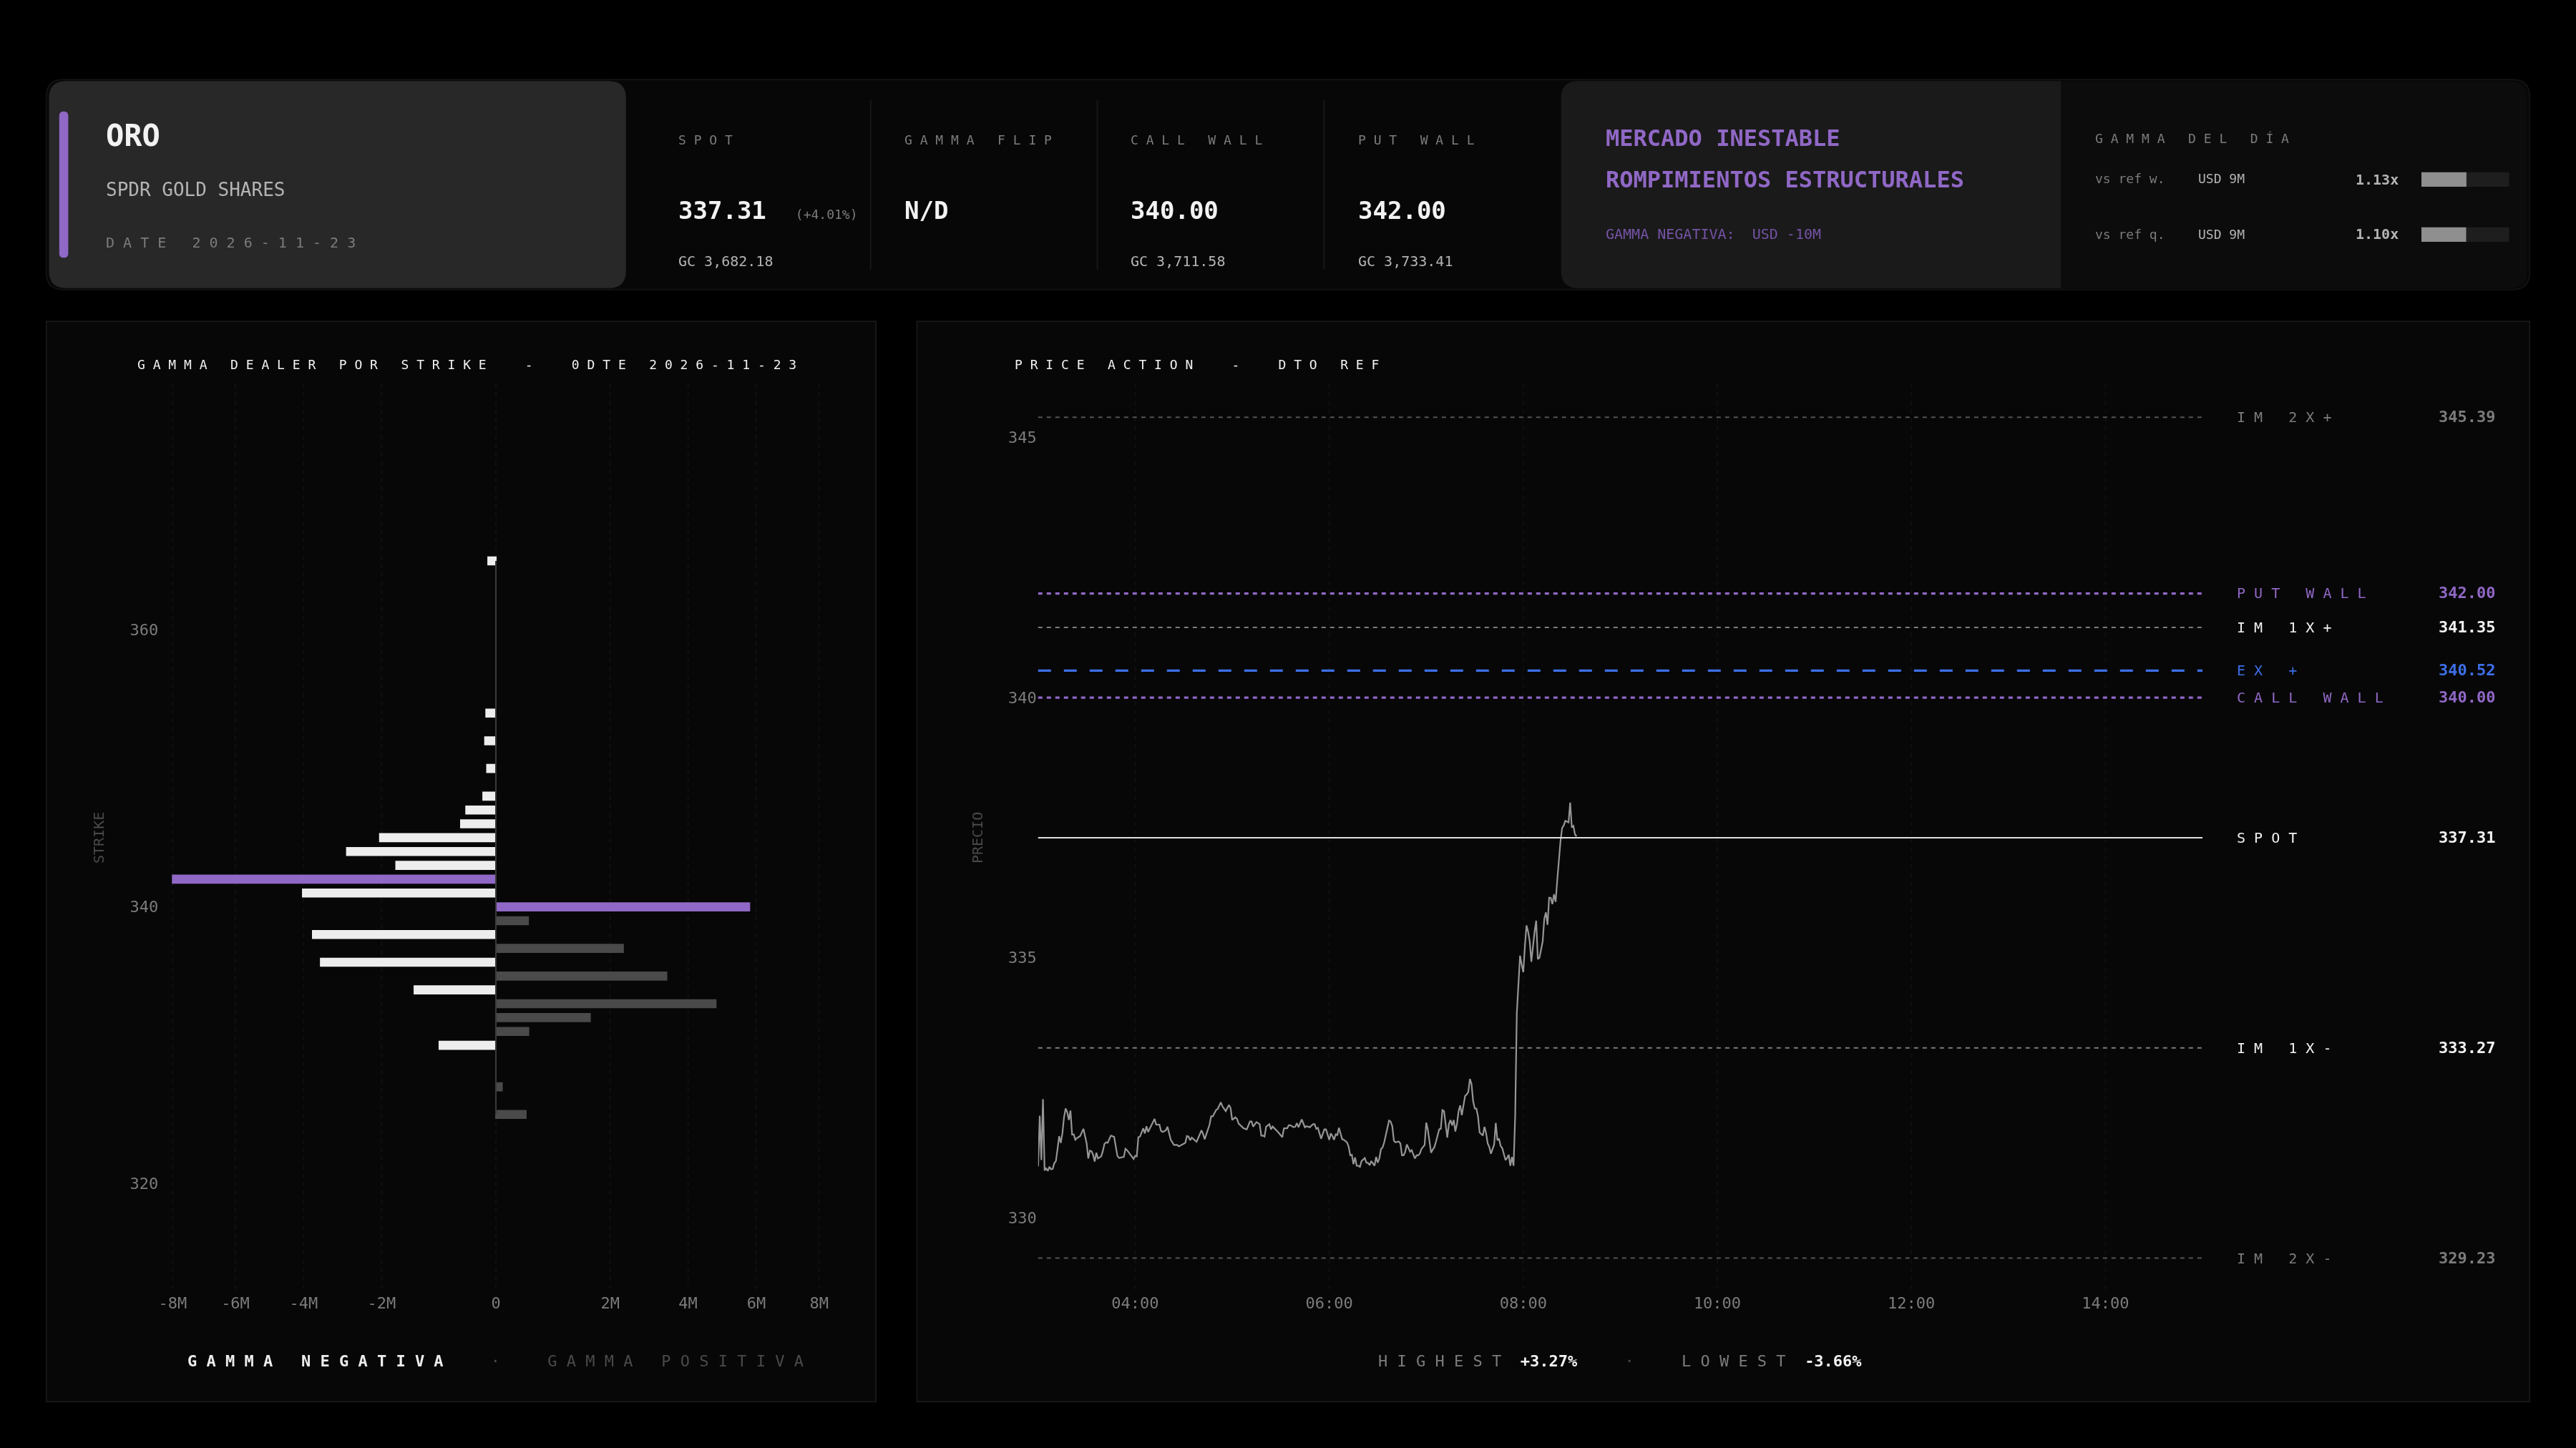 ORO
SPDR GOLD SHARES
DATE 2026-11-23
SPOT
337.31 (+4.01%)
GC 3,682.18
GAMMA FLIP
N/D
CALL WALL
340.00
GC 3,711.58
PUT WALL
342.00
GC 3,733.41
MERCADO INESTABLE
ROMPIMIENTOS ESTRUCTURALES
GAMMA NEGATIVA: USD -10M
GAMMA DEL DÍA
vs ref w. USD 9M 1.13x
vs ref q. USD 9M 1.10x
GAMMA DEALER POR STRIKE - 0DTE 2026-11-23
STRIKE
360
340
320
-8M -6M -4M -2M 0 2M 4M 6M 8M
GAMMA NEGATIVA · GAMMA POSITIVA
PRICE ACTION - DTO REF
PRECIO
345
340
335
330
IM 2X+ 345.39
PUT WALL 342.00
IM 1X+ 341.35
EX + 340.52
CALL WALL 340.00
SPOT 337.31
IM 1X- 333.27
IM 2X- 329.23
04:00 06:00 08:00 10:00 12:00 14:00
HIGHEST +3.27% · LOWEST -3.66%